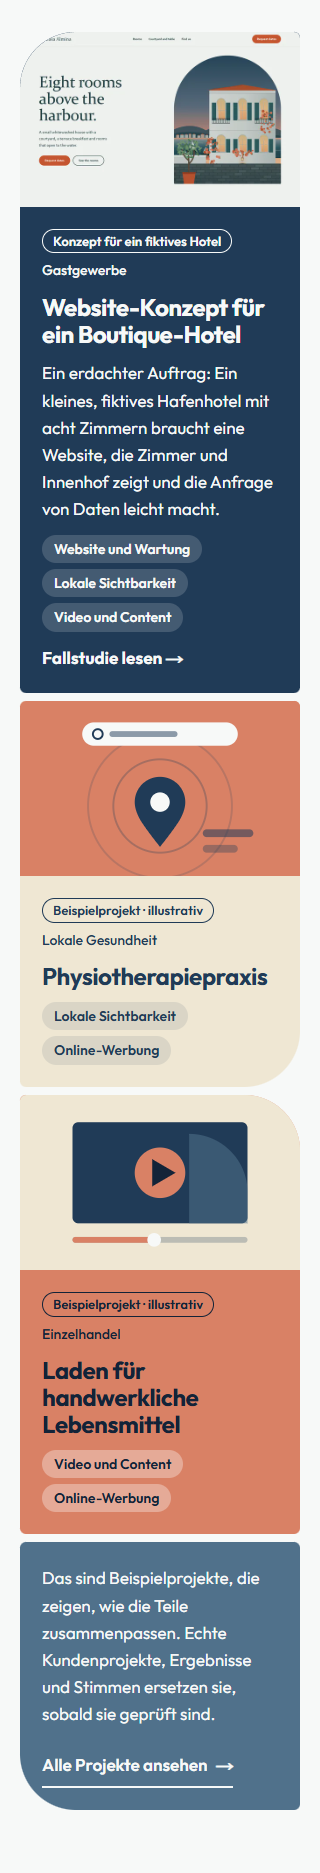 Eight rooms
above the
harbour.
Konzept für ein fiktives Hotel
Gastgewerbe
Website-Konzept für
ein Boutique-Hotel
Ein erdachter Auftrag: Ein
kleines, fiktives Hafenhotel mit
acht Zimmern braucht eine
Website, die Zimmer und
Innenhof zeigt und die Anfrage
von Daten leicht macht.
Website und Wartung
Lokale Sichtbarkeit
Video und Content
Fallstudie lesen →
Beispielprojekt · illustrativ
Lokale Gesundheit
Physiotherapiepraxis
Lokale Sichtbarkeit
Online-Werbung
Beispielprojekt · illustrativ
Einzelhandel
Laden für
handwerkliche
Lebensmittel
Video und Content
Online-Werbung
Das sind Beispielprojekte, die
zeigen, wie die Teile
zusammenpassen. Echte
Kundenprojekte, Ergebnisse
und Stimmen ersetzen sie,
sobald sie geprüft sind.
Alle Projekte ansehen →